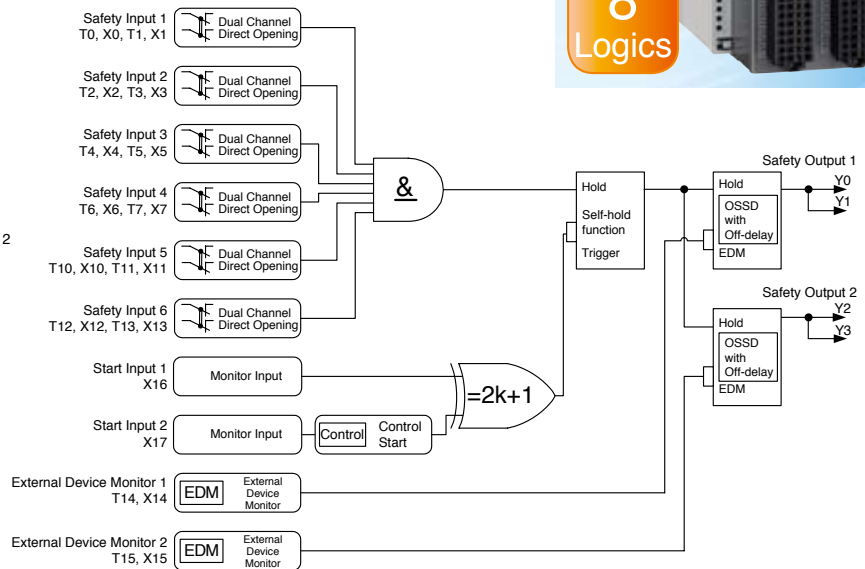 8
Logics
Safety Input 1
T0, X0, T1, X1
Dual Channel
Direct Opening
Safety Input 2
T2, X2, T3, X3
Dual Channel
Direct Opening
Safety Input 3
T4, X4, T5, X5
Dual Channel
Direct Opening
Safety Input 4
T6, X6, T7, X7
Dual Channel
Direct Opening
2
Safety Input 5
T10, X10, T11, X11
Dual Channel
Direct Opening
Safety Input 6
T12, X12, T13, X13
Dual Channel
Direct Opening
&
Hold
Self-hold
function
Trigger
Safety Output 1
Hold
OSSD
with
Off-delay
EDM
Y0
Y1
Safety Output 2
Hold
OSSD
with
Off-delay
EDM
Y2
Y3
Start Input 1
X16
Monitor Input
=2k+1
Start Input 2
X17
Monitor Input
Control
Control
Start
External Device Monitor 1
T14, X14
EDM
External
Device
Monitor
External Device Monitor 2
T15, X15
EDM
External
Device
Monitor